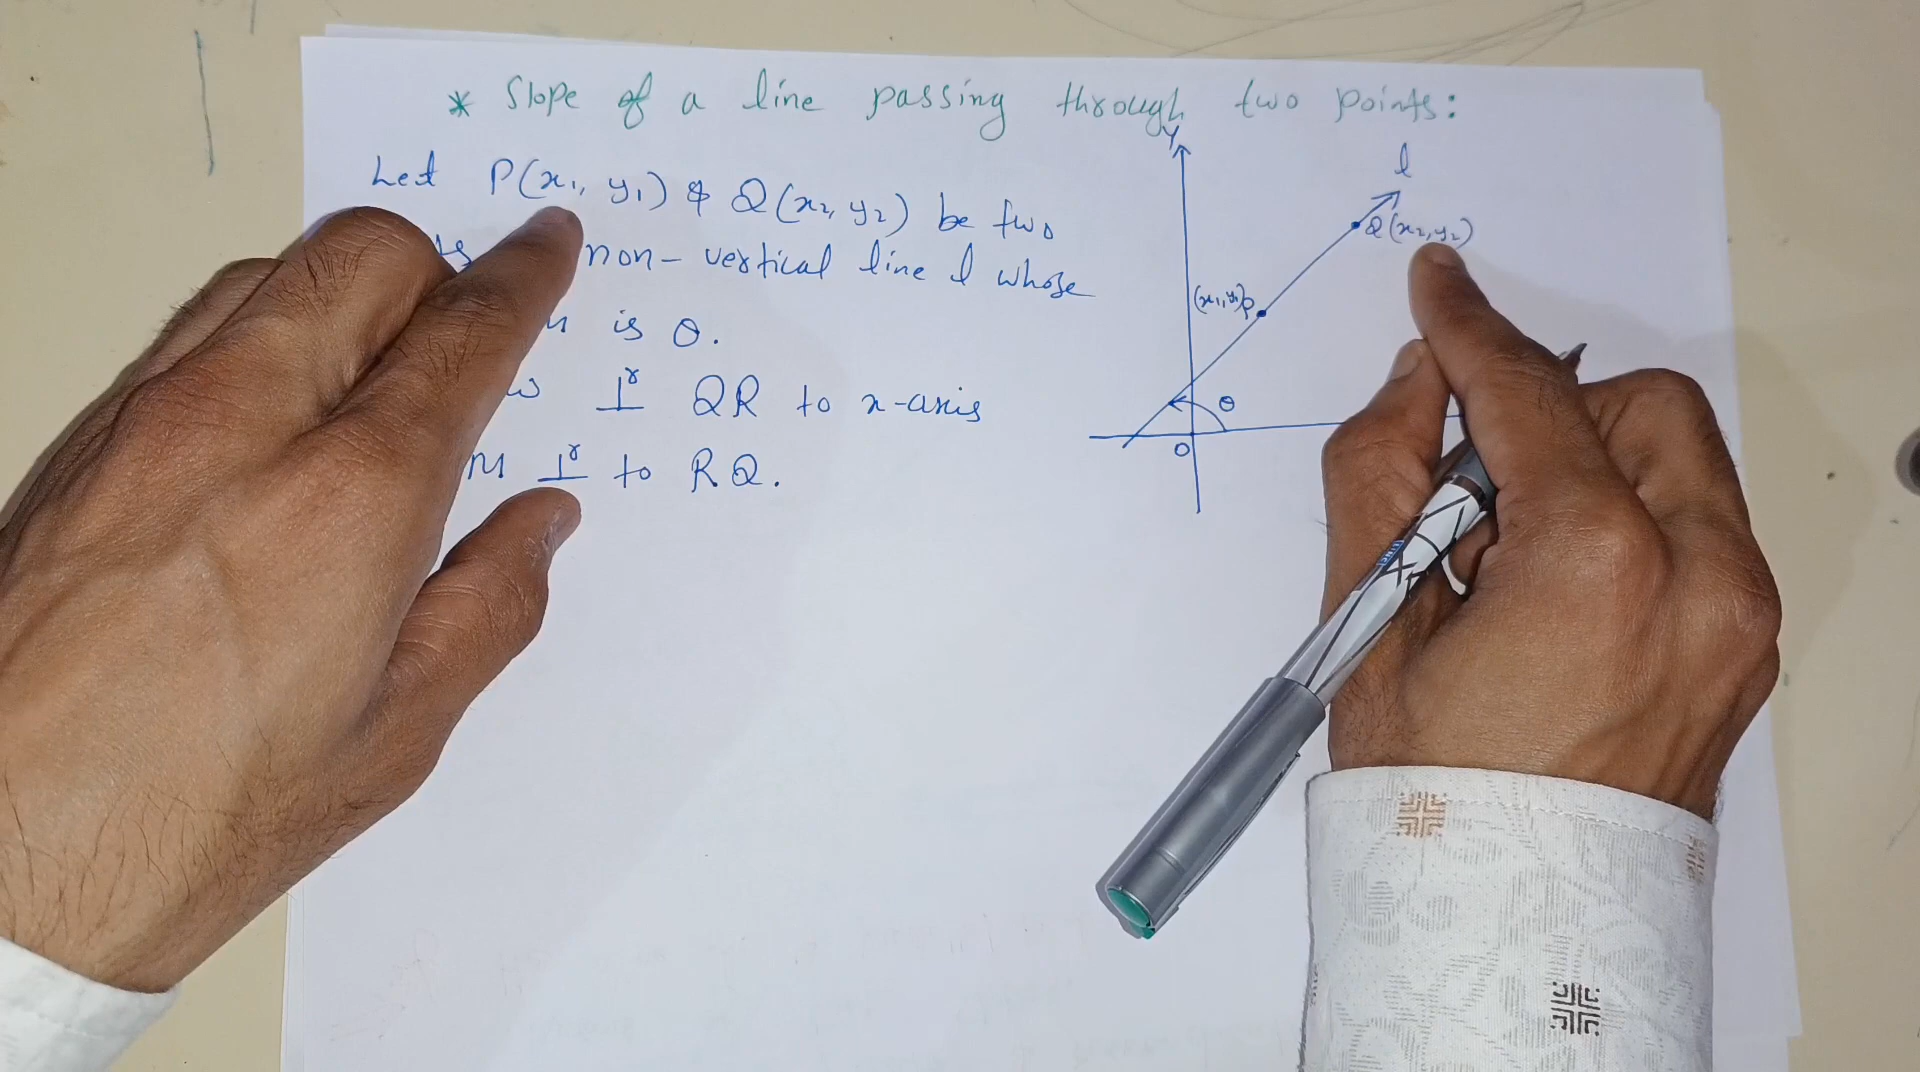 * Slope of a line passing through two points:
Let P(x₁, y₁) & Q(x₂, y₂) be two
non-vertical line l whose
is θ.
⊥ʳ QR to x-axis
⊥ʳ to RQ.
Y
l
Q(x₂,y₂)
(x₁,y₁)P
θ
O